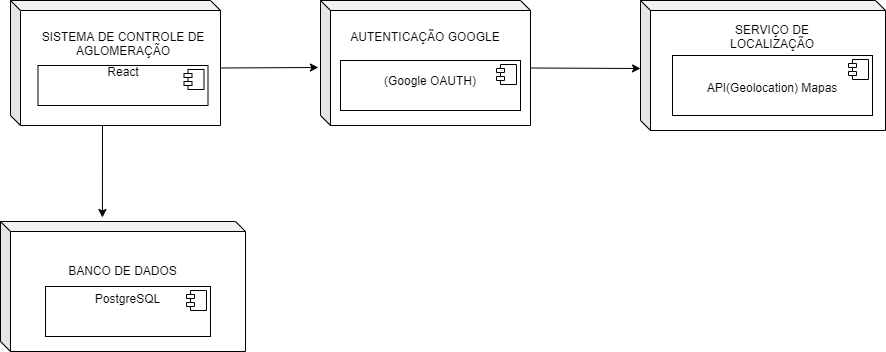 SISTEMA DE CONTROLE DE
AGLOMERAÇÃO
React
AUTENTICAÇÃO GOOGLE
(Google OAUTH)
SERVIÇO DE
LOCALIZAÇÃO
API(Geolocation) Mapas
BANCO DE DADOS
PostgreSQL